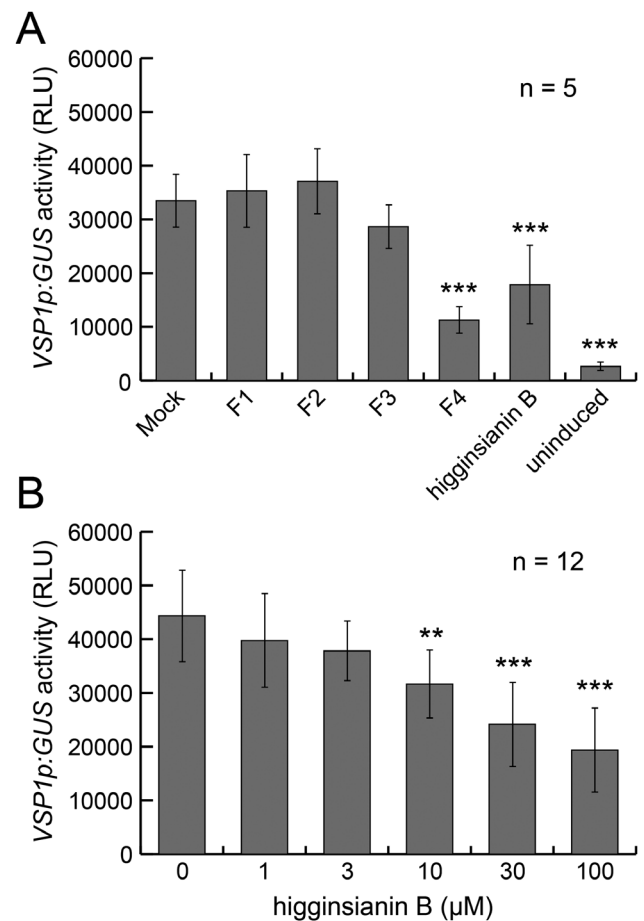 A
VSP1p:GUS activity (RLU)
60000
50000
40000
30000
20000
10000
0
n = 5
***
***
***
Mock
F1
F2
F3
F4
higginsianin B
uninduced
B
VSP1p:GUS activity (RLU)
60000
50000
40000
30000
20000
10000
0
n = 12
**
***
***
0 1 3 10 30 100
higginsianin B (µM)